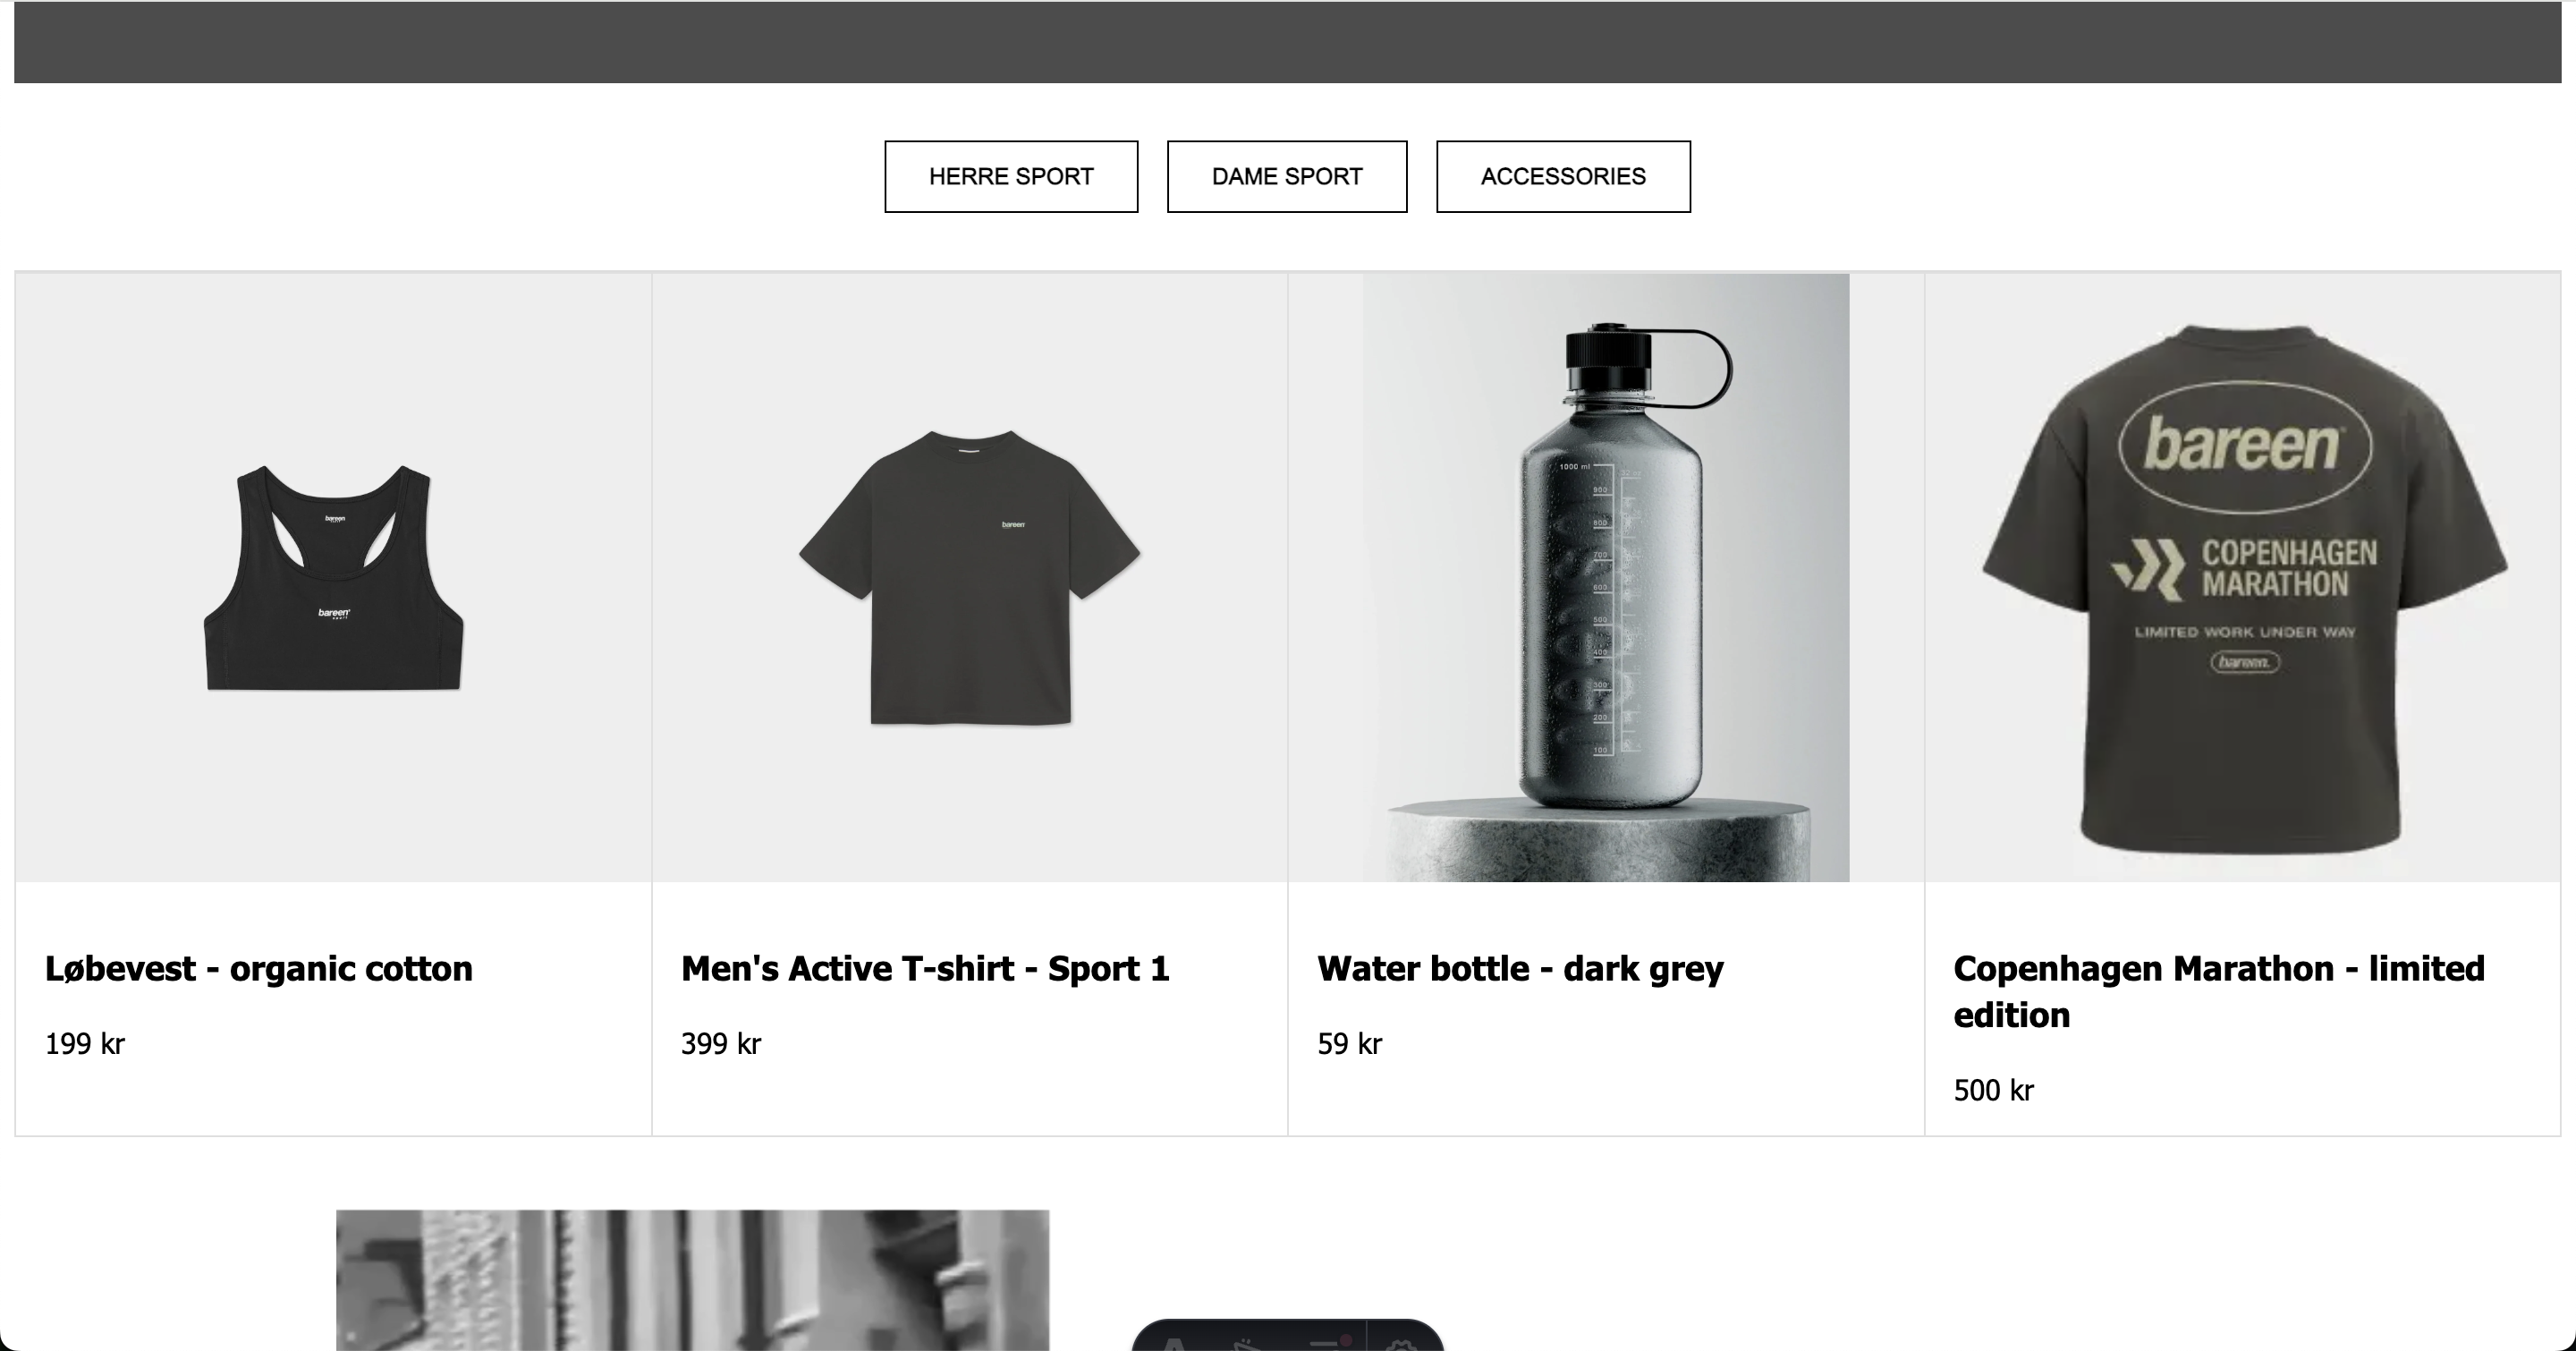 HERRE SPORT
DAME SPORT
ACCESSORIES
bareen
bareen
bareen
1000 ml
900
800
700
600
500
400
300
200
100
bareen
COPENHAGEN
MARATHON
LIMITED WORK UNDER WAY
bareen.
Løbevest - organic cotton
199 kr
Men's Active T-shirt - Sport 1
399 kr
Water bottle - dark grey
59 kr
Copenhagen Marathon - limited
edition
500 kr